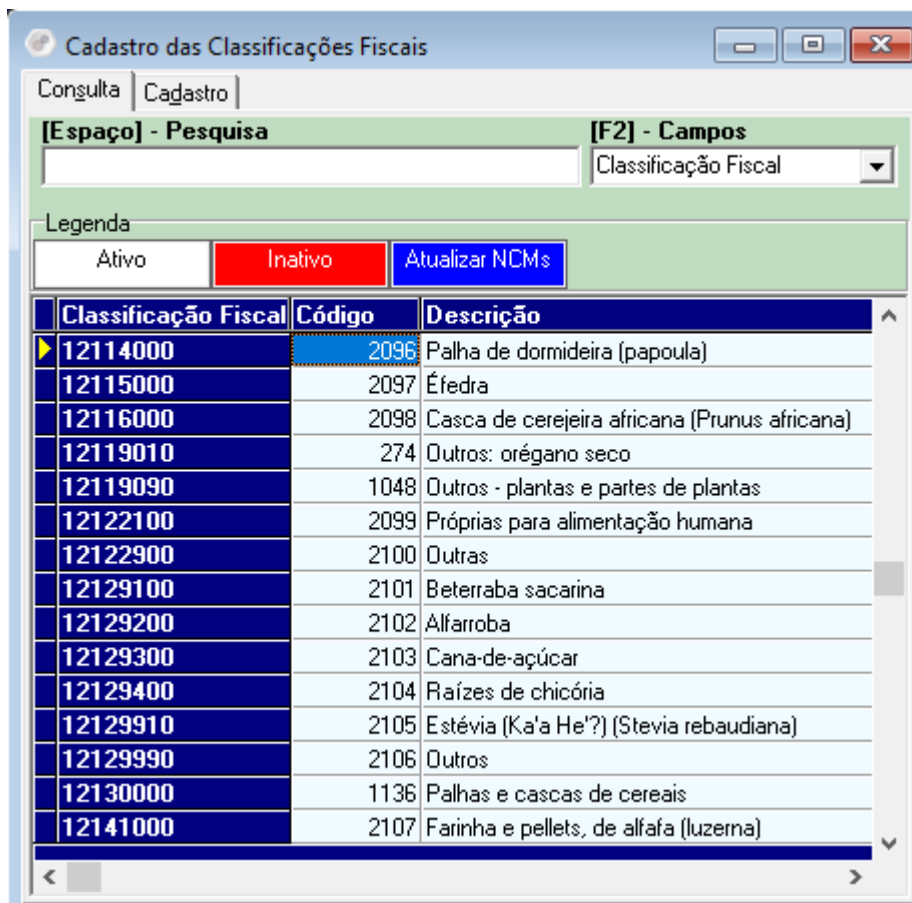 Cadastro das Classificações Fiscais
Consulta Cadastro
[Espaço] - Pesquisa [F2] - Campos
Classificação Fiscal
Legenda
Ativo Inativo Atualizar NCMs
Classificação Fiscal Código Descrição
12114000 2096 Palha de dormideira (papoula)
12115000 2097 Éfedra
12116000 2098 Casca de cerejeira africana (Prunus africana)
12119010 274 Outros: orégano seco
12119090 1048 Outros - plantas e partes de plantas
12122100 2099 Próprias para alimentação humana
12122900 2100 Outras
12129100 2101 Beterraba sacarina
12129200 2102 Alfarroba
12129300 2103 Cana-de-açúcar
12129400 2104 Raízes de chicória
12129910 2105 Estévia (Ka'a He'?) (Stevia rebaudiana)
12129990 2106 Outros
12130000 1136 Palhas e cascas de cereais
12141000 2107 Farinha e pellets, de alfafa (luzerna)